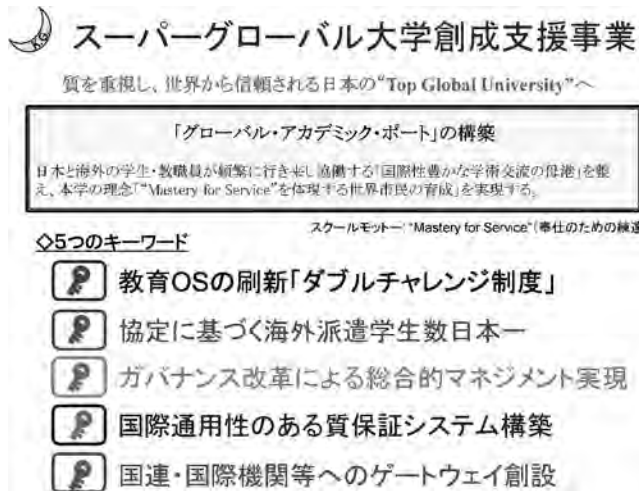 スーパーグローバル大学創成支援事業
質を重視し、世界から信頼される日本の“Top Global University”へ
「グローバル・アカデミック・ポート」の構築
日本と海外の学生・教職員が頻繁に行き来し協働する「国際性豊かな学術交流の母港」を整
え、本学の理念「“Mastery for Service”を体現する世界市民の育成」を実現する。
スクールモットー:“Mastery for Service”(奉仕のための練達
◇5つのキーワード
教育OSの刷新「ダブルチャレンジ制度」
協定に基づく海外派遣学生数日本一
ガバナンス改革による総合的マネジメント実現
国際通用性のある質保証システム構築
国連・国際機関等へのゲートウェイ創設